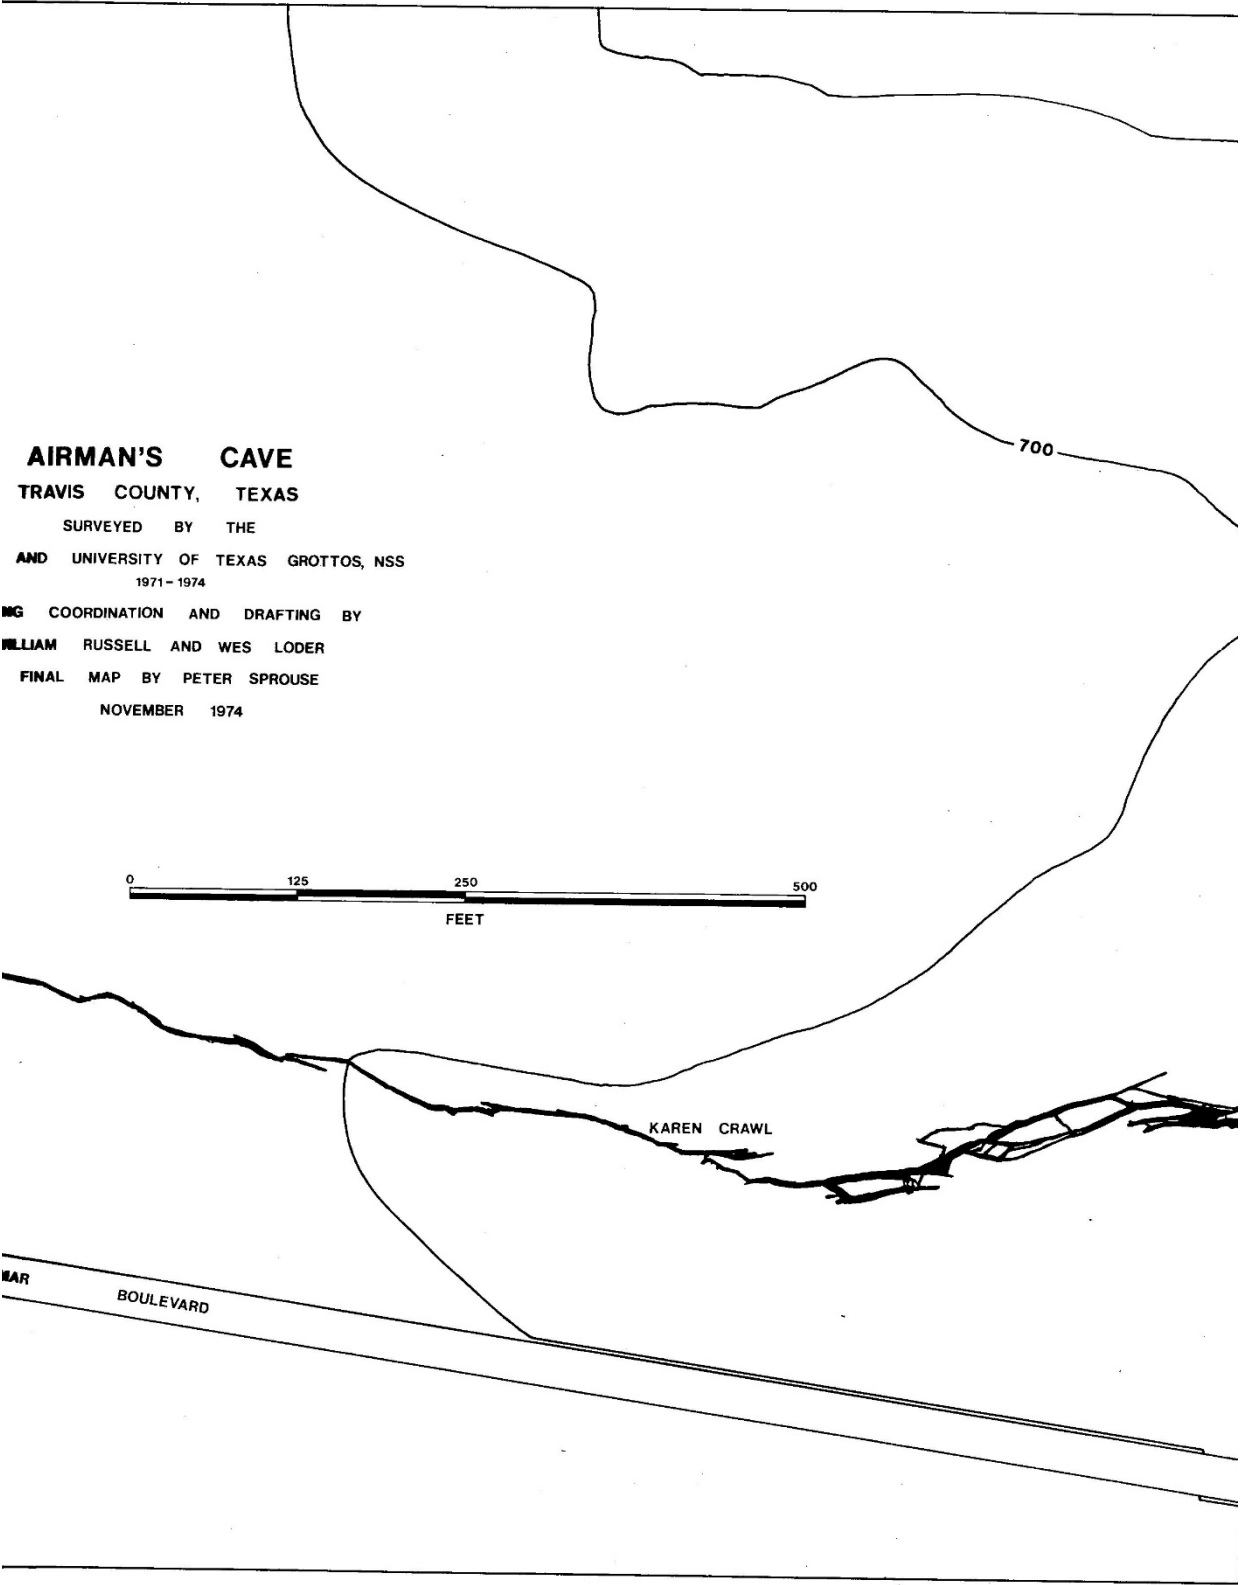 700
AIRMAN'S CAVE
TRAVIS COUNTY, TEXAS
SURVEYED BY THE
AND UNIVERSITY OF TEXAS GROTTOS, NSS
1971-1974
COORDINATION AND DRAFTING BY
RUSSELL AND WES LODER
FINAL MAP BY PETER SPROUSE
NOVEMBER 1974
0 125 250 500
FEET
KAREN CRAWL
BOULEVARD